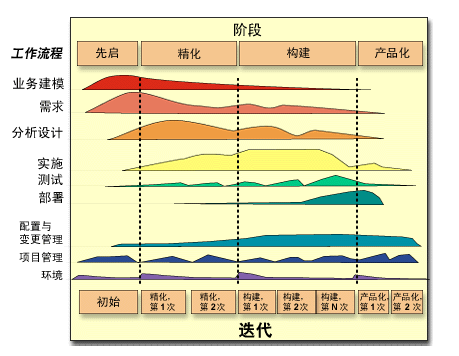 阶段
工作流程
先启 精化 构建 产品化
业务建模
需求
分析设计
实施
测试
部署
配置与
变更管理
项目管理
环境
初始 精化, 第1次 精化, 第2次 构建, 第1次 构建, 第2次 构建, 第N次 产品化, 第1次 产品化, 第2次
迭代